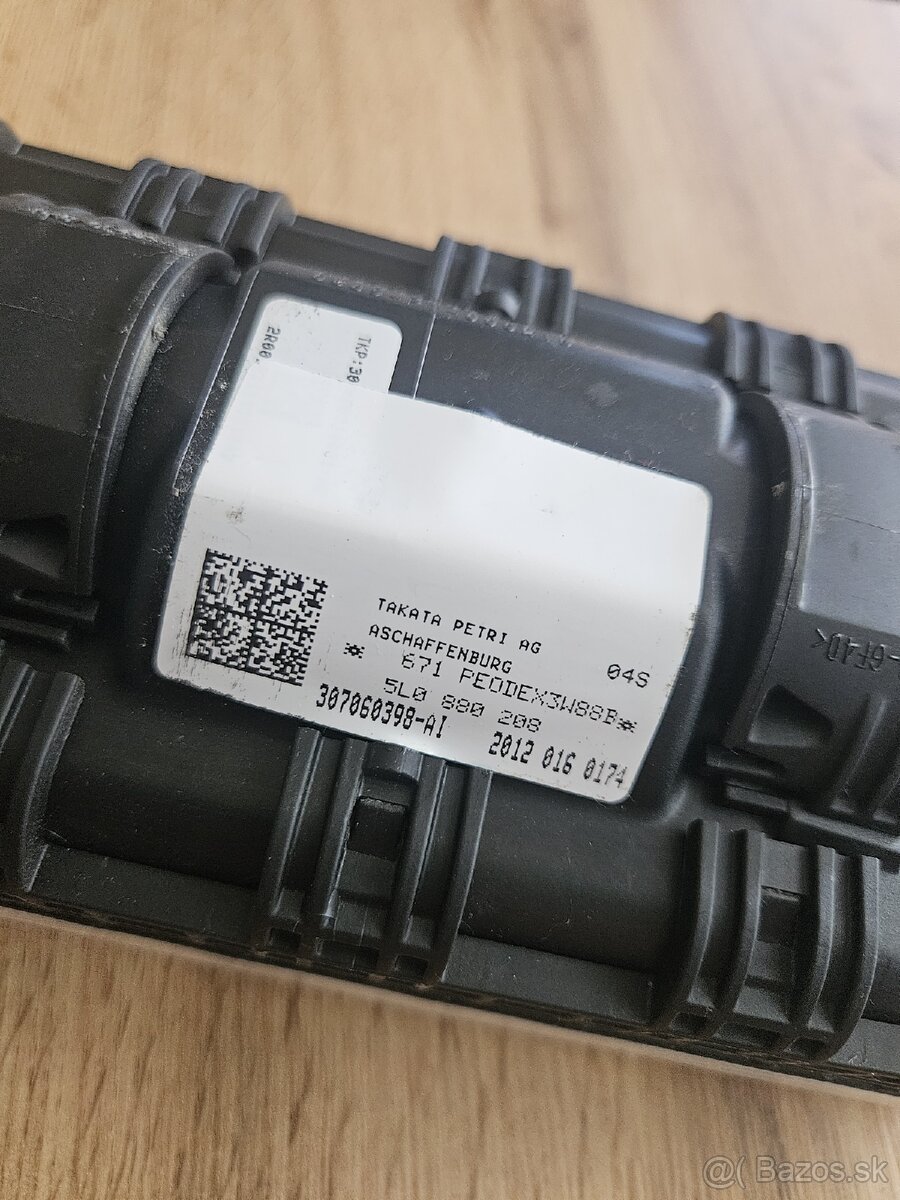 TKP:30
2R00.
TAKATA PETRI AG
ASCHAFFENBURG 04S
* 671 PEODEX3W88B*
5L0 880 208
307060398-AI 2012 016 0174
@( Bazos.sk